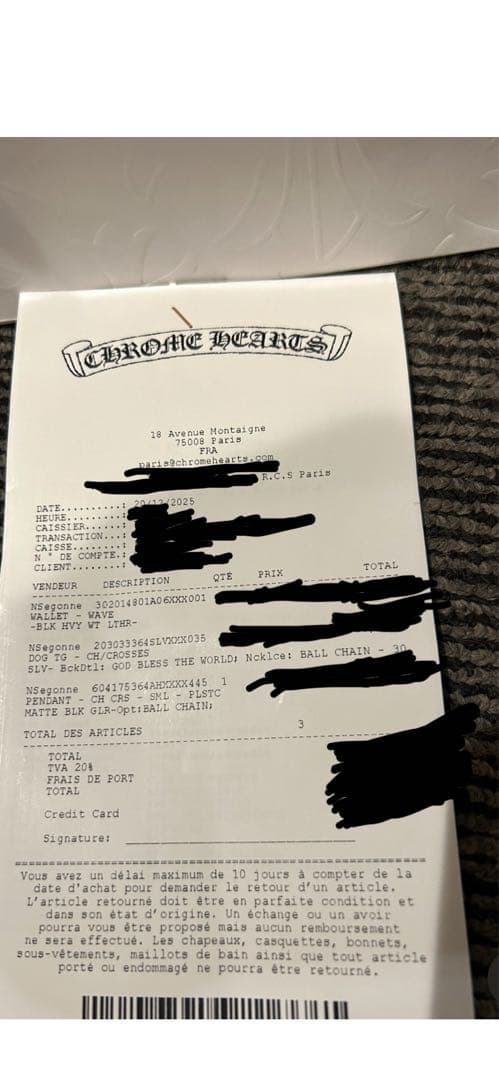 CHROME HEARTS
18 Avenue Montaigne
75008 Paris
FRA
paris@chromehearts.com
R.C.S Paris
DATE.........: 20/12/2025
HEURE........:
CAISSIER.....:
TRANSACTION...:
CAISSE.......:
N ° DE COMPTE.:
CLIENT.......:
VENDEUR DESCRIPTION QTE PRIX TOTAL
NSegonne 302014801A06XXX001
WALLET - WAVE
-BLK HVY WT LTHR-
NSegonne 203033364SLVXXX035
DOG TG - CH/CROSSES
SLV- BckDtl: GOD BLESS THE WORLD; Ncklce: BALL CHAIN - 30
NSegonne 604175364AHXXXX445 1
PENDANT - CH CRS - SML - PLSTC
MATTE BLK GLR-Opt:BALL CHAIN;
TOTAL DES ARTICLES 3
TOTAL
TVA 20%
FRAIS DE PORT
TOTAL
Credit Card
Signature:
Vous avez un délai maximum de 10 jours à compter de la
date d'achat pour demander le retour d'un article.
L'article retourné doit être en parfaite condition et
dans son état d'origine. Un échange ou un avoir
pourra vous être proposé mais aucun remboursement
ne sera effectué. Les chapeaux, casquettes, bonnets,
sous-vêtements, maillots de bain ainsi que tout article
porté ou endommagé ne pourra être retourné.